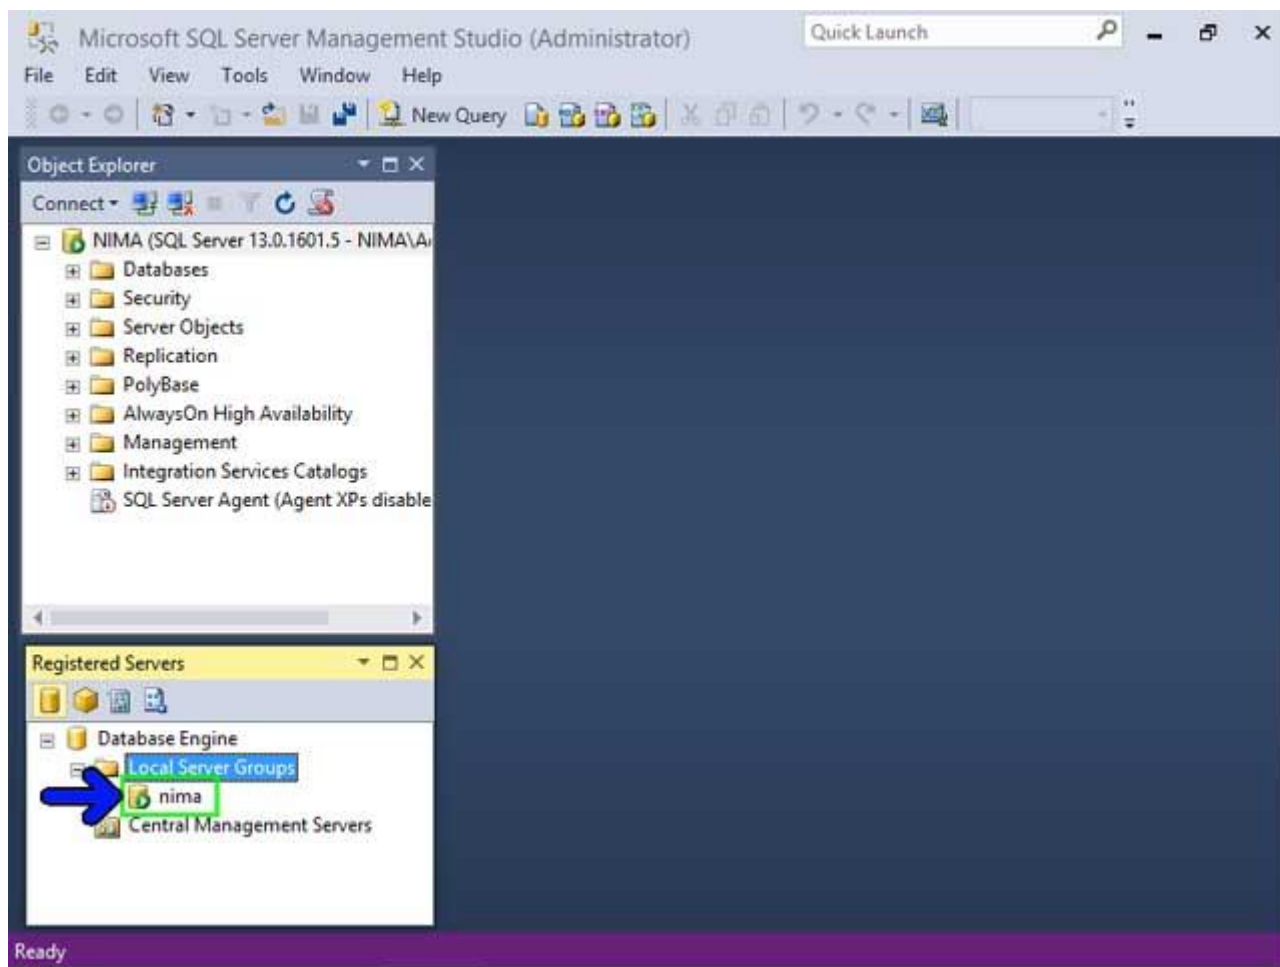 Microsoft SQL Server Management Studio (Administrator)
Quick Launch
File Edit View Tools Window Help
New Query
Object Explorer
Connect
NIMA (SQL Server 13.0.1601.5 - NIMA\A
Databases
Security
Server Objects
Replication
PolyBase
AlwaysOn High Availability
Management
Integration Services Catalogs
SQL Server Agent (Agent XPs disable
Registered Servers
Database Engine
Local Server Groups
nima
Central Management Servers
Ready